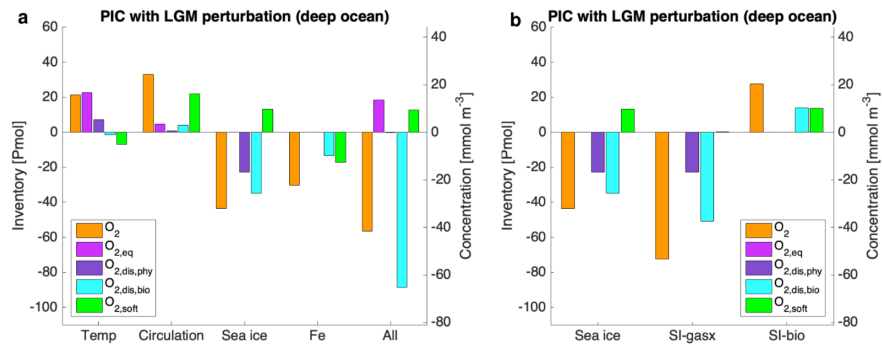 a PIC with LGM perturbation (deep ocean)
60
40
20
0
-20
-40
-60
-80
-100
Inventory [Pmol]
40
20
0
-20
-40
-60
-80
Concentration [mmol m⁻³]
O₂
O₂,eq
O₂,dis,phy
O₂,dis,bio
O₂,soft
Temp Circulation Sea ice Fe All
b PIC with LGM perturbation (deep ocean)
60
40
20
0
-20
-40
-60
-80
-100
Inventory [Pmol]
40
20
0
-20
-40
-60
-80
Concentration [mmol m⁻³]
O₂
O₂,eq
O₂,dis,phy
O₂,dis,bio
O₂,soft
Sea ice SI-gasx SI-bio